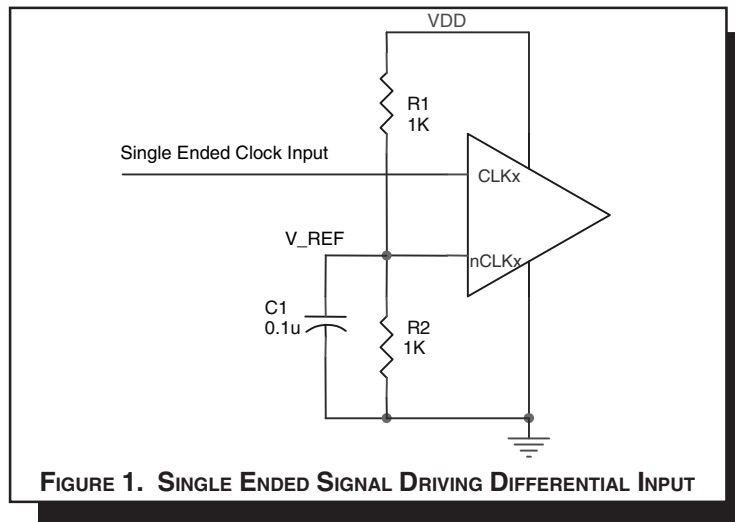 VDD
R1
1K
Single Ended Clock Input
CLKx
V_REF
nCLKx
C1
0.1u
R2
1K
FIGURE 1. SINGLE ENDED SIGNAL DRIVING DIFFERENTIAL INPUT